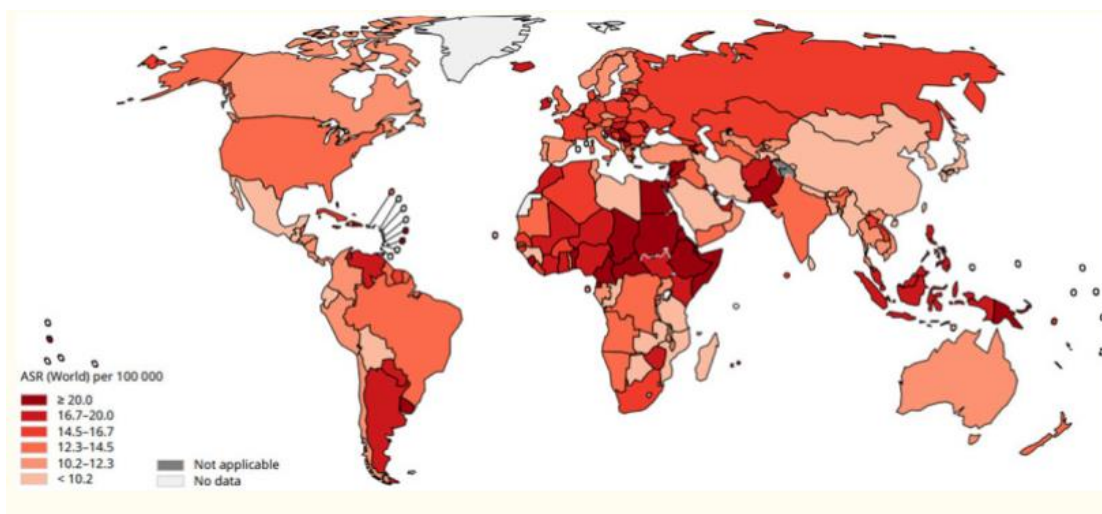 ASR (World) per 100 000
≥ 20.0
16.7–20.0
14.5–16.7
12.3–14.5
10.2–12.3
< 10.2
Not applicable
No data